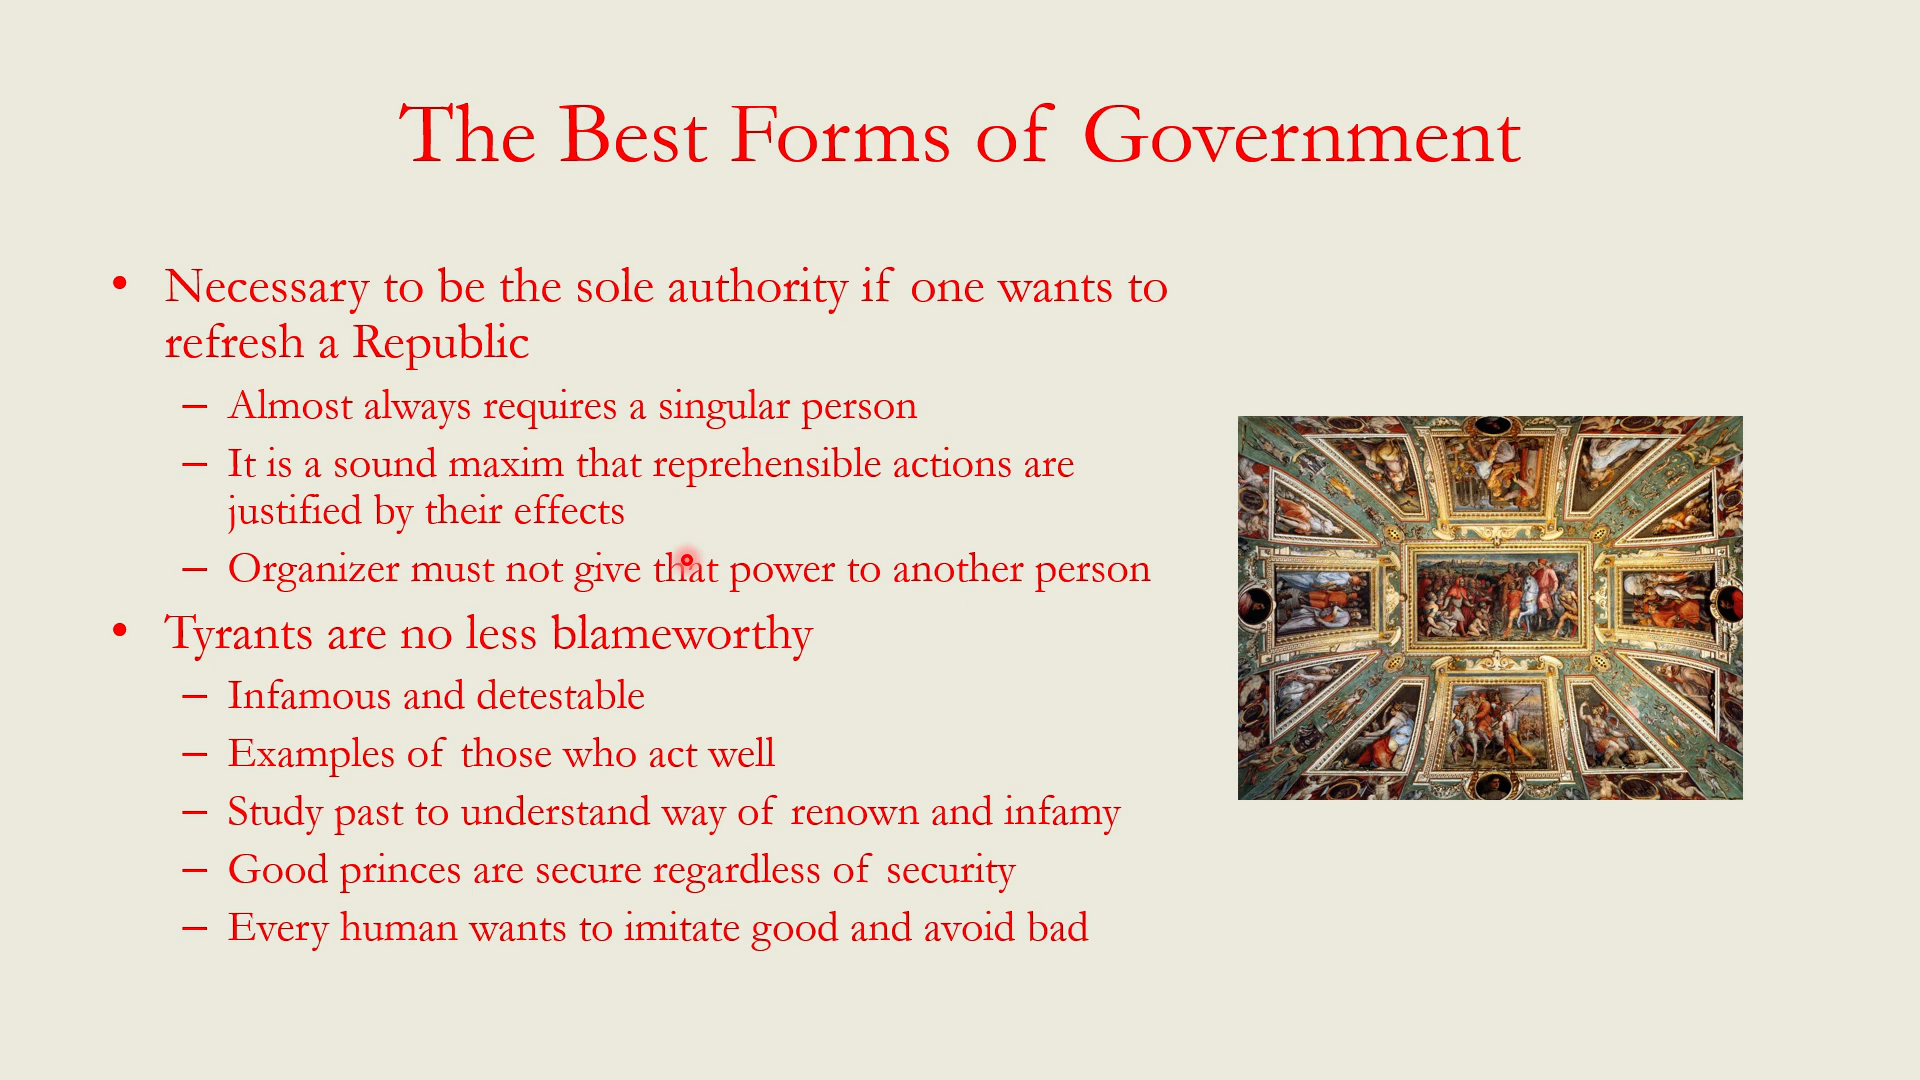 The Best Forms of Government
• Necessary to be the sole authority if one wants to
refresh a Republic
– Almost always requires a singular person
– It is a sound maxim that reprehensible actions are
justified by their effects
– Organizer must not give that power to another person
• Tyrants are no less blameworthy
– Infamous and detestable
– Examples of those who act well
– Study past to understand way of renown and infamy
– Good princes are secure regardless of security
– Every human wants to imitate good and avoid bad